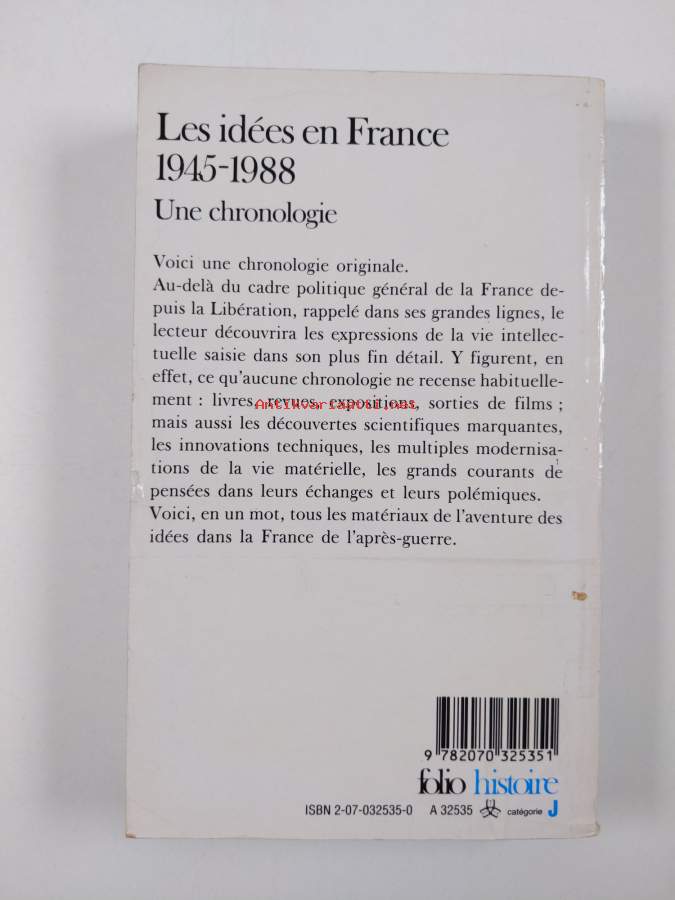 Les idées en France
1945-1988
Une chronologie
Voici une chronologie originale.
Au-delà du cadre politique général de la France de-
puis la Libération, rappelé dans ses grandes lignes, le
lecteur découvrira les expressions de la vie intellec-
tuelle saisie dans son plus fin détail. Y figurent, en
effet, ce qu'aucune chronologie ne recense habituelle-
ment : livres, revues, expositions, sorties de films ;
Antikvariaatti.net
mais aussi les découvertes scientifiques marquantes,
les innovations techniques, les multiples modernisa-
tions de la vie matérielle, les grands courants de
pensées dans leurs échanges et leurs polémiques.
Voici, en un mot, tous les matériaux de l'aventure des
idées dans la France de l'après-guerre.
9 782070 325351
folio histoire
ISBN 2-07-032535-0 A 32535 catégorie J